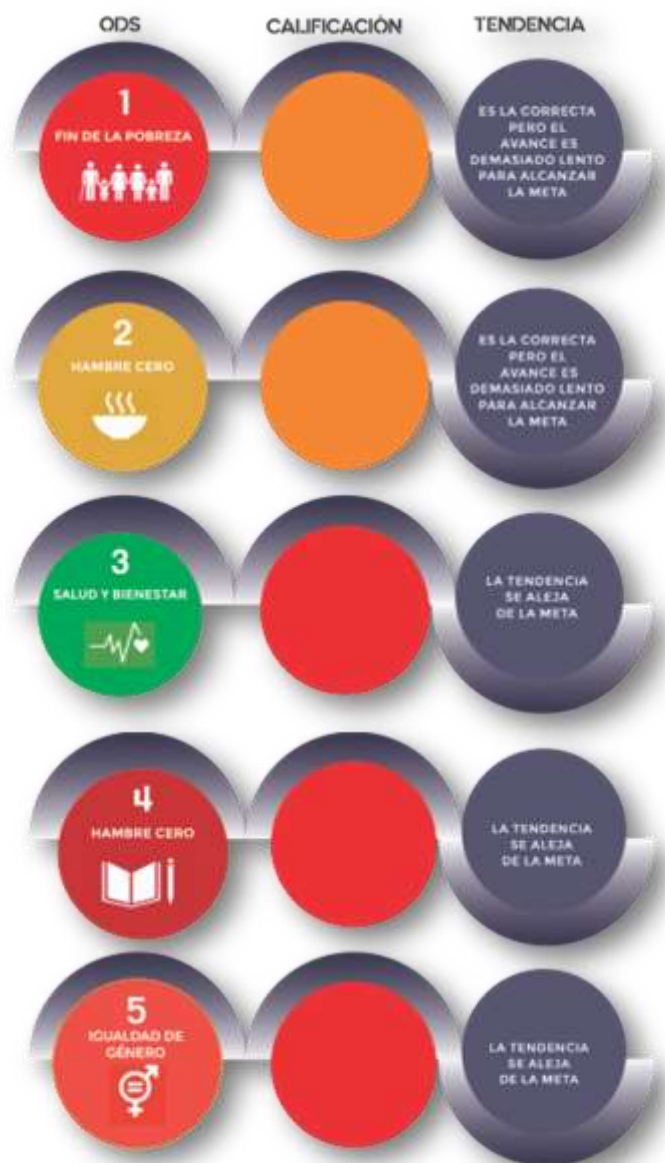 ODS CALIFICACIÓN TENDENCIA
1
FIN DE LA POBREZA
ES LA CORRECTA
PERO EL
AVANCE ES
DEMASIADO LENTO
PARA ALCANZAR
LA META
2
HAMBRE CERO
ES LA CORRECTA
PERO EL
AVANCE ES
DEMASIADO LENTO
PARA ALCANZAR
LA META
3
SALUD Y BIENESTAR
LA TENDENCIA
SE ALEJA
DE LA META
4
HAMBRE CERO
LA TENDENCIA
SE ALEJA
DE LA META
5
IGUALDAD DE
GÉNERO
LA TENDENCIA
SE ALEJA
DE LA META